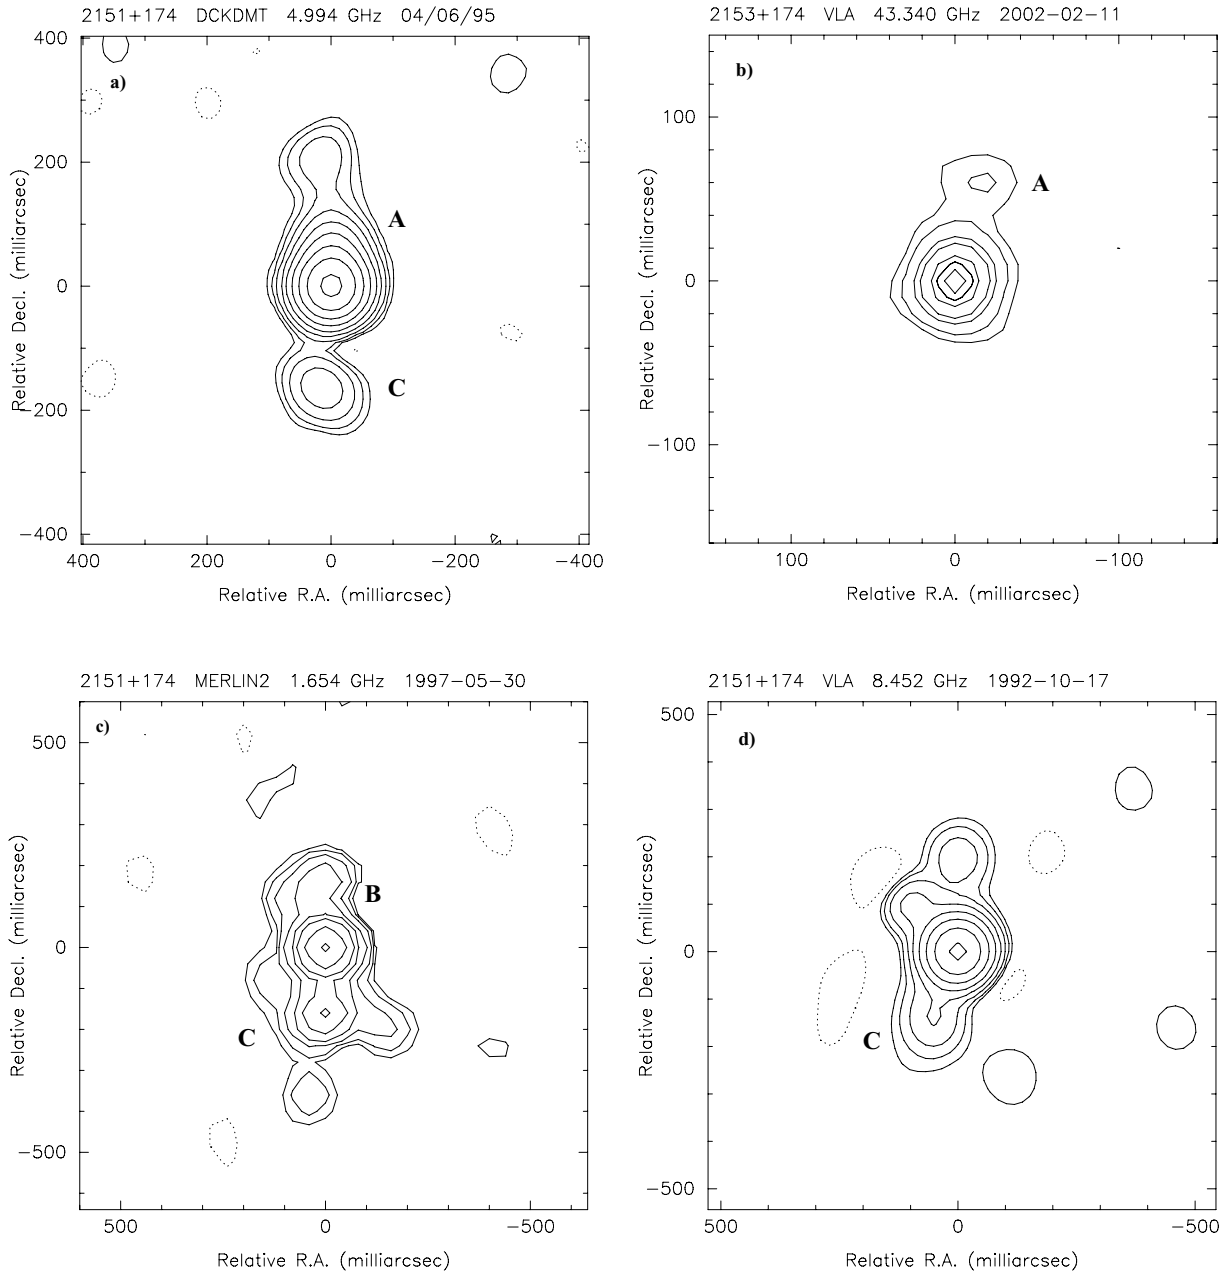 2151+174 DCKDMT 4.994 GHz 04/06/95
a)
A
C
400
200
0
−200
−400
Relative Decl. (milliarcsec)
400 200 0 −200 −400
Relative R.A. (milliarcsec)
2153+174 VLA 43.340 GHz 2002−02−11
b)
A
100
0
−100
Relative Decl. (milliarcsec)
100 0 −100
Relative R.A. (milliarcsec)
2151+174 MERLIN2 1.654 GHz 1997−05−30
c)
B
C
500
0
−500
Relative Decl. (milliarcsec)
500 0 −500
Relative R.A. (milliarcsec)
2151+174 VLA 8.452 GHz 1992−10−17
d)
C
500
0
−500
Relative Decl. (milliarcsec)
500 0 −500
Relative R.A. (milliarcsec)